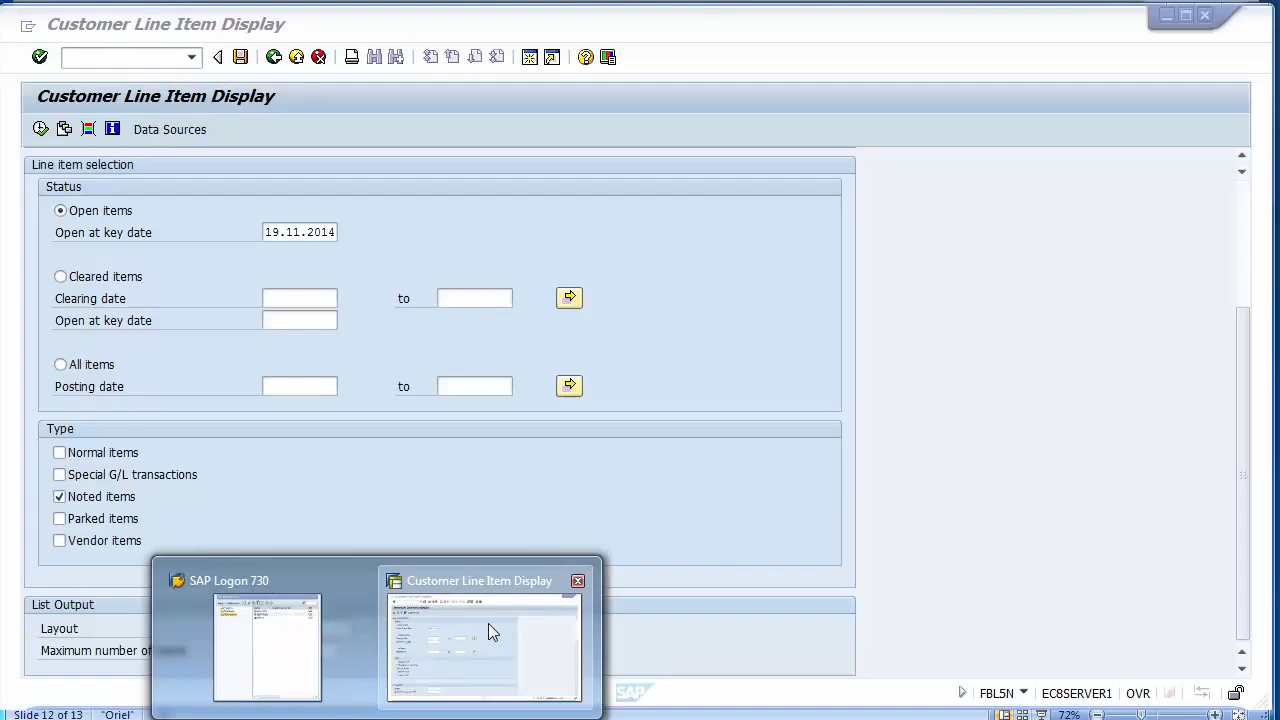 Customer Line Item Display
Customer Line Item Display
Data Sources
Line item selection
Status
Open items
Open at key date 19.11.2014
Cleared items
Clearing date to
Open at key date
All items
Posting date to
Type
Normal items
Special G/L transactions
Noted items
Parked items
Vendor items
SAP Logon 730 Customer Line Item Display
List Output
Layout
Maximum number of
SAP FBL5N EC8SERVER1 OVR
Slide 12 of 13 "Oriel" 72%